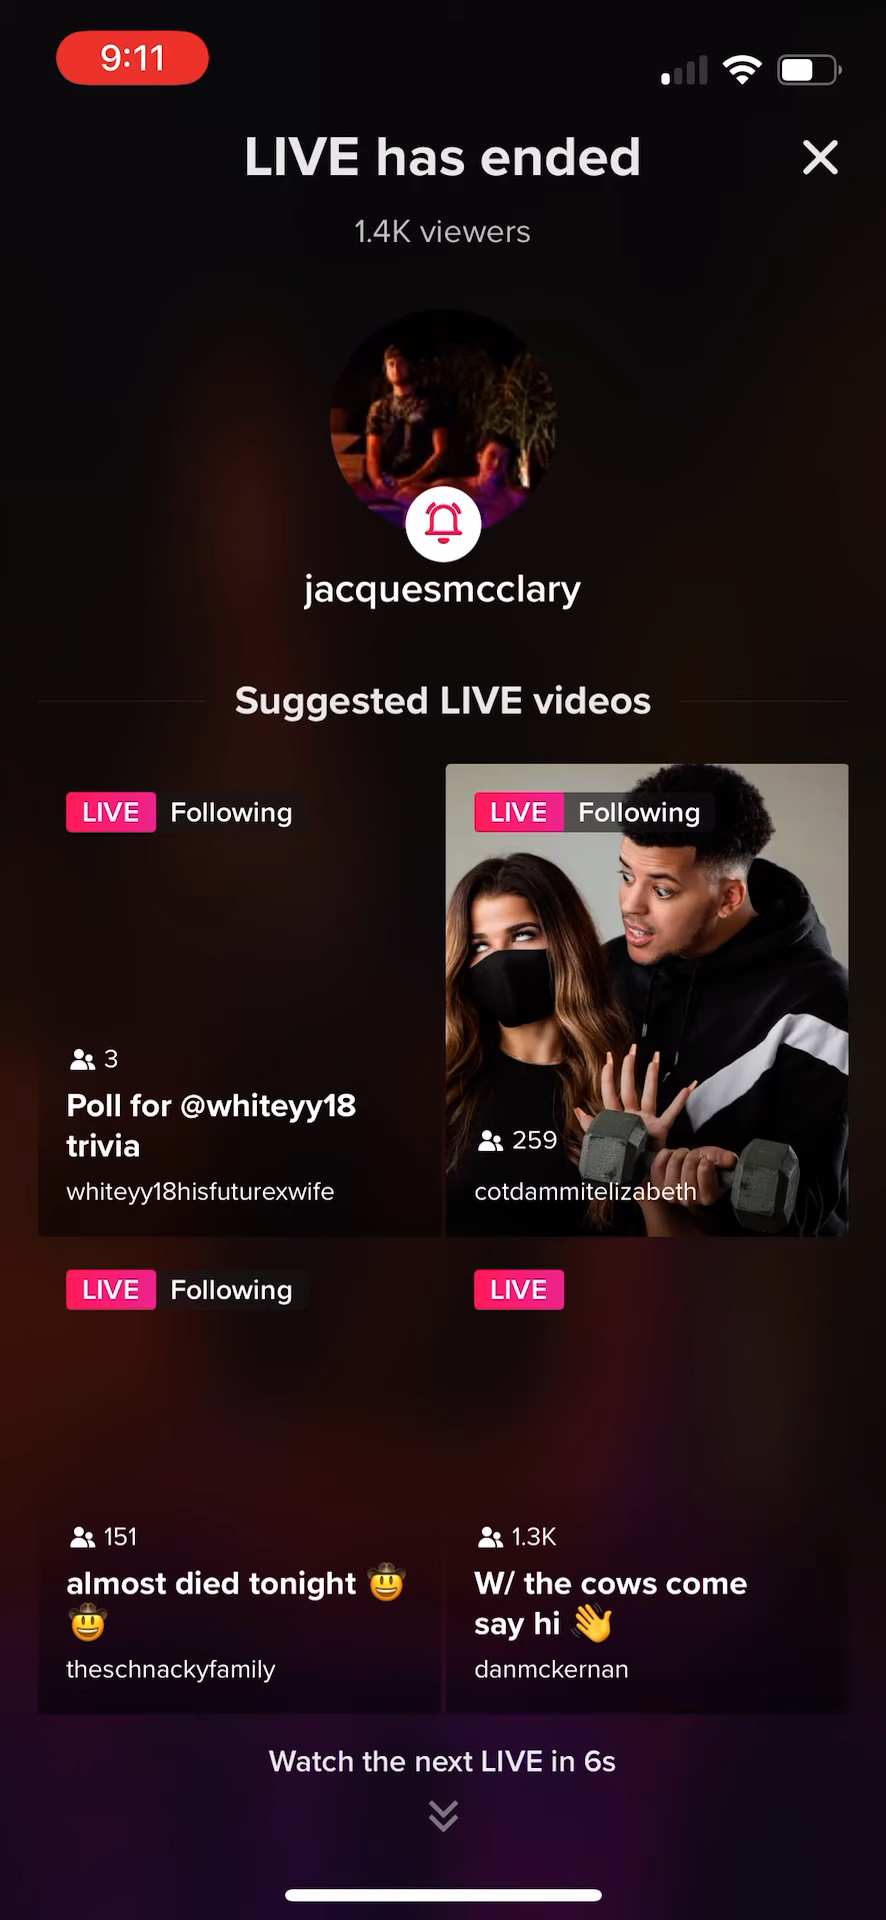 9:11
LIVE has ended
1.4K viewers
jacquesmcclary
Suggested LIVE videos
LIVE Following
3
Poll for @whiteyy18
trivia
whiteyy18hisfuturexwife
LIVE Following
259
cotdammitelizabeth
LIVE Following
151
almost died tonight 🤠
🤠
theschnackyfamily
LIVE
1.3K
W/ the cows come
say hi 👋
danmckernan
Watch the next LIVE in 6s